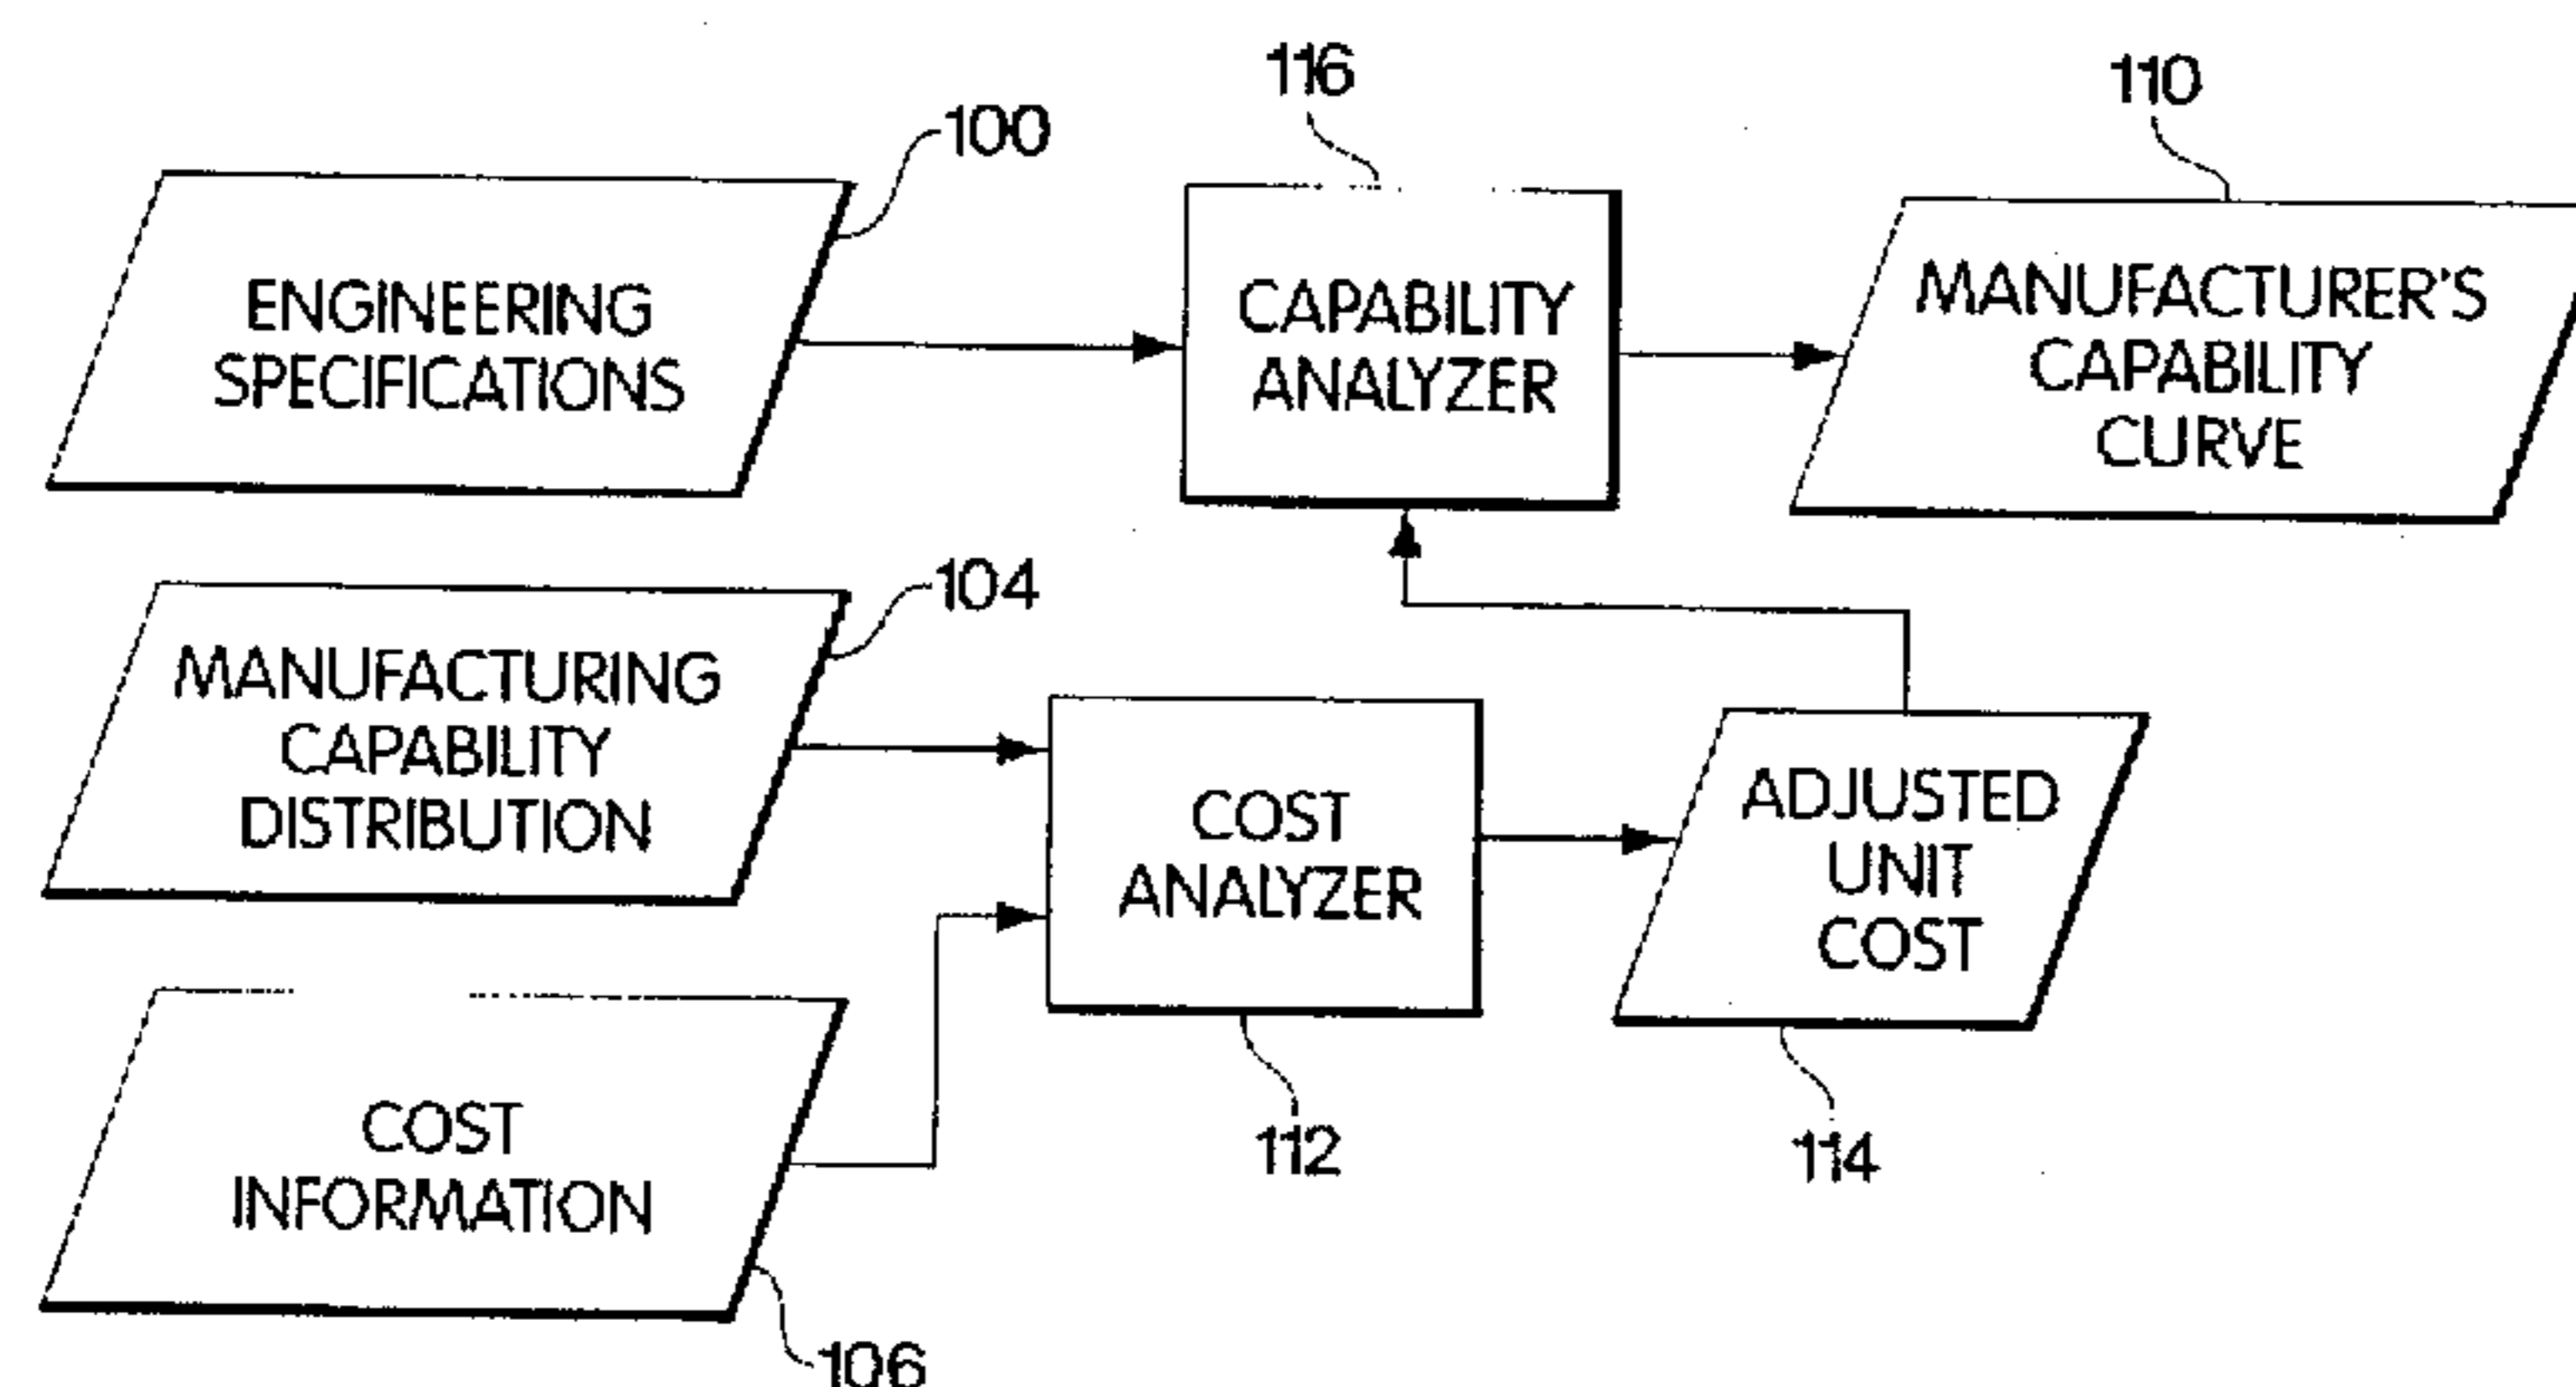 100
ENGINEERING
SPECIFICATIONS
116
CAPABILITY
ANALYZER
110
MANUFACTURER'S
CAPABILITY
CURVE
104
MANUFACTURING
CAPABILITY
DISTRIBUTION
COST
ANALYZER
112
ADJUSTED
UNIT
COST
114
COST
INFORMATION
106